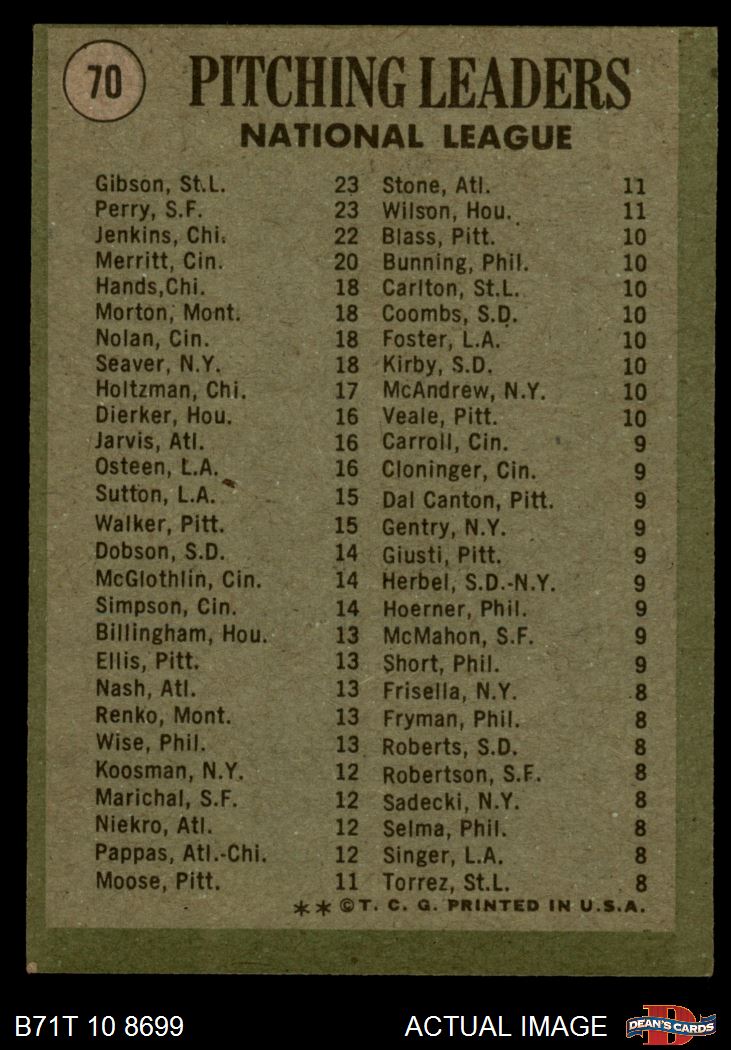 70
PITCHING LEADERS
NATIONAL LEAGUE
Gibson, St.L. 23 Stone, Atl. 11
Perry, S.F. 23 Wilson, Hou. 11
Jenkins, Chi. 22 Blass, Pitt. 10
Merritt, Cin. 20 Bunning, Phil. 10
Hands,Chi. 18 Carlton, St.L. 10
Morton, Mont. 18 Coombs, S.D. 10
Nolan, Cin. 18 Foster, L.A. 10
Seaver, N.Y. 18 Kirby, S.D. 10
Holtzman, Chi. 17 McAndrew, N.Y. 10
Dierker, Hou. 16 Veale, Pitt. 10
Jarvis, Atl. 16 Carroll, Cin. 9
Osteen, L.A. 16 Cloninger, Cin. 9
Sutton, L.A. 15 Dal Canton, Pitt. 9
Walker, Pitt. 15 Gentry, N.Y. 9
Dobson, S.D. 14 Giusti, Pitt. 9
McGlothlin, Cin. 14 Herbel, S.D.-N.Y. 9
Simpson, Cin. 14 Hoerner, Phil. 9
Billingham, Hou. 13 McMahon, S.F. 9
Ellis, Pitt. 13 Short, Phil. 9
Nash, Atl. 13 Frisella, N.Y. 8
Renko, Mont. 13 Fryman, Phil. 8
Wise, Phil. 13 Roberts, S.D. 8
Koosman, N.Y. 12 Robertson, S.F. 8
Marichal, S.F. 12 Sadecki, N.Y. 8
Niekro, Atl. 12 Selma, Phil. 8
Pappas, Atl.-Chi. 12 Singer, L.A. 8
Moose, Pitt. 11 Torrez, St.L. 8
** ©T. C. G. PRINTED IN U.S.A.
B71T 10 8699 ACTUAL IMAGE D DEAN'S CARDS